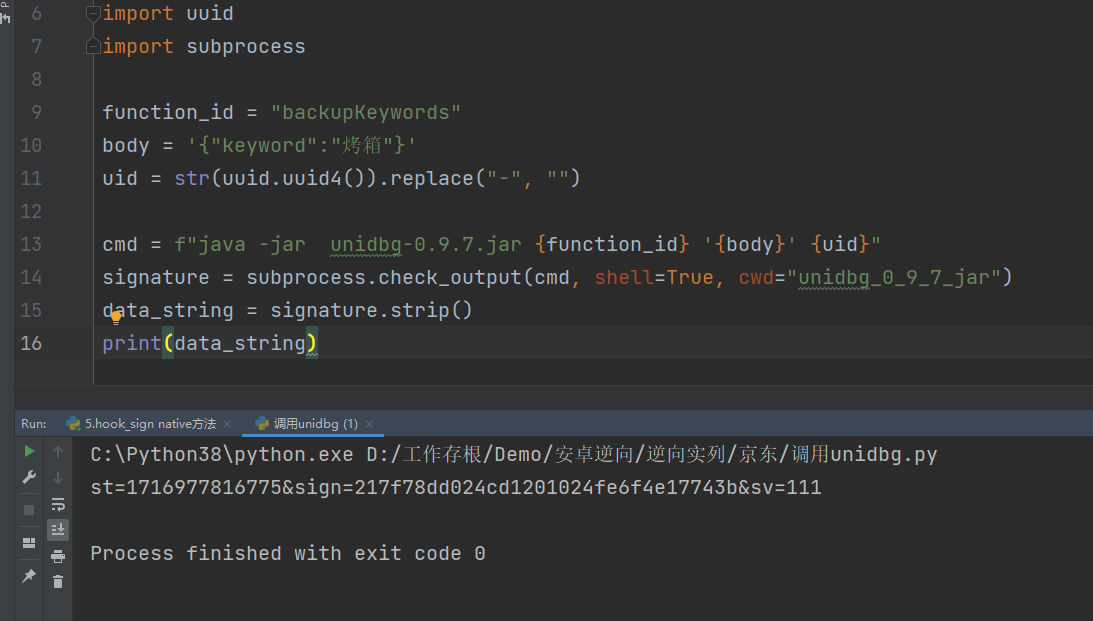 6 import uuid
7 import subprocess
8
9 function_id = "backupKeywords"
10 body = '{"keyword":"烤箱"}'
11 uid = str(uuid.uuid4()).replace("-", "")
12
13 cmd = f"java -jar  unidbg-0.9.7.jar {function_id} '{body}' {uid}"
14 signature = subprocess.check_output(cmd, shell=True, cwd="unidbg_0_9_7_jar")
15 data_string = signature.strip()
16 print(data_string)
Run: 5.hook_sign native方法 × 调用unidbg (1) ×
C:\Python38\python.exe D:/工作存根/Demo/安卓逆向/逆向实列/京东/调用unidbg.py
st=1716977816775&sign=217f78dd024cd1201024fe6f4e17743b&sv=111
Process finished with exit code 0